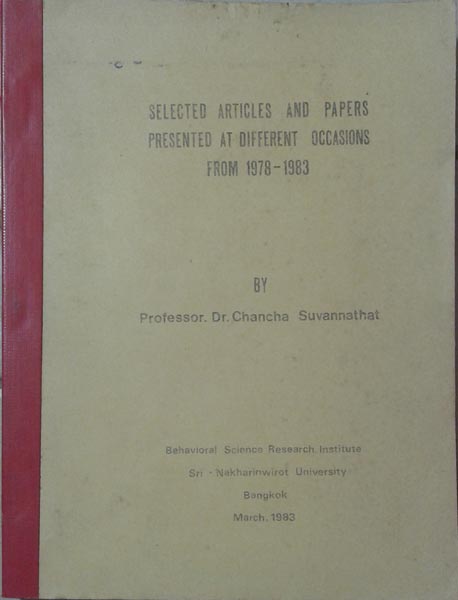 SELECTED ARTICLES AND PAPERS
PRESENTED AT DIFFERENT OCCASIONS
FROM 1978-1983
BY
Professor. Dr. Chancha Suvannathat
Behavioral Science Research Institute
Sri - Nakharinwirot University
Bangkok
March, 1983